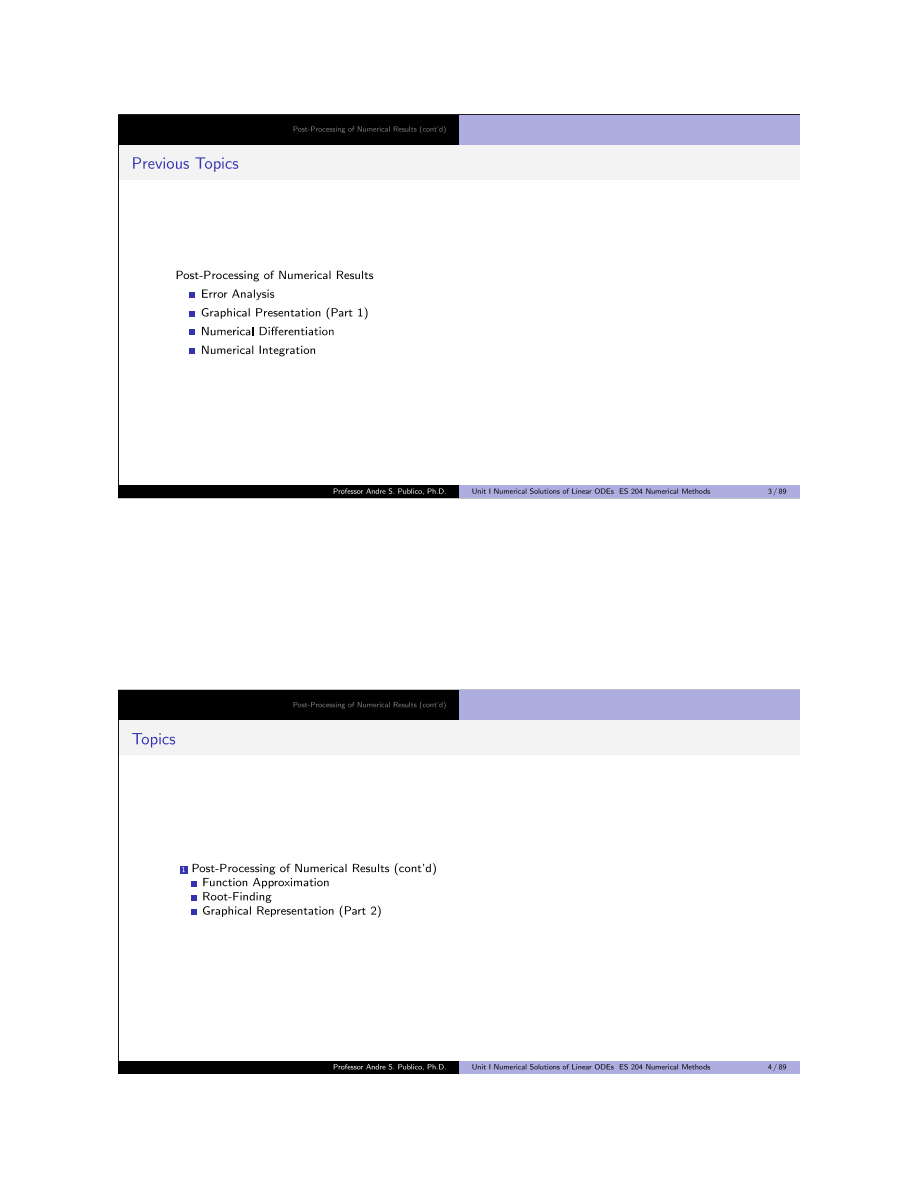 Post-Processing of Numerical Results (cont'd)
Previous Topics
Post-Processing of Numerical Results
Error Analysis
Graphical Presentation (Part 1)
Numerical Differentiation
Numerical Integration
Professor Andre S. Publico, Ph.D. Unit I Numerical Solutions of Linear ODEs ES 204 Numerical Methods 3 / 89
Post-Processing of Numerical Results (cont'd)
Topics
1 Post-Processing of Numerical Results (cont'd)
Function Approximation
Root-Finding
Graphical Representation (Part 2)
Professor Andre S. Publico, Ph.D. Unit I Numerical Solutions of Linear ODEs ES 204 Numerical Methods 4 / 89